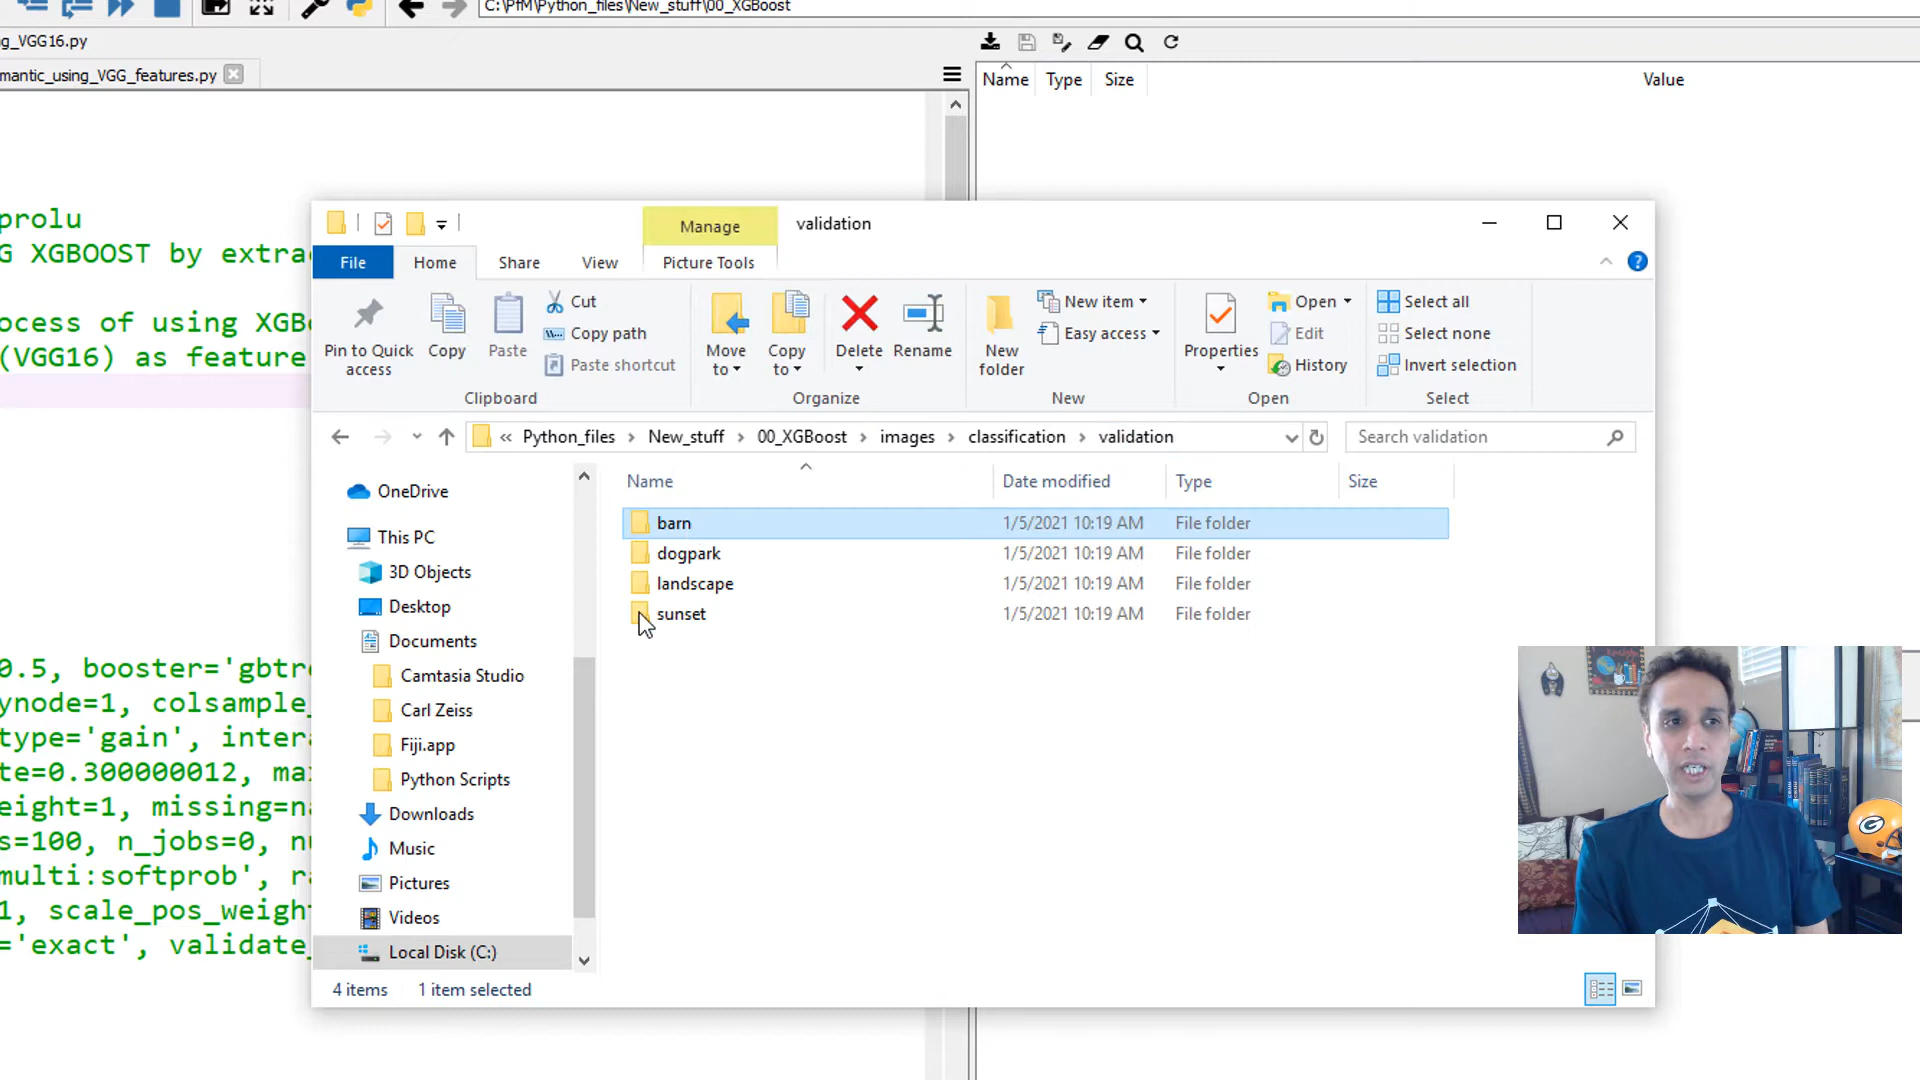 C:\PfM\Python_files\New_stuff\00_XGBoost
g_VGG16.py
mantic_using_VGG_features.py
Name Type Size Value
prolu
G XGBOOST by extra
ocess of using XGB
(VGG16) as feature
0.5, booster='gbtr
ynode=1, colsample_
type='gain', inter
te=0.300000012, ma
eight=1, missing=n
s=100, n_jobs=0, n
multi:softprob', r
1, scale_pos_weigh
='exact', validate_
Manage validation
File Home Share View Picture Tools
Pin to Quick access
Copy
Paste
Cut
Copy path
Paste shortcut
Clipboard
Move to
Copy to
Delete
Rename
Organize
New folder
New item
Easy access
New
Properties
Open
Edit
History
Open
Select all
Select none
Invert selection
Select
« Python_files > New_stuff > 00_XGBoost > images > classification > validation
Search validation
Name Date modified Type Size
barn 1/5/2021 10:19 AM File folder
dogpark 1/5/2021 10:19 AM File folder
landscape 1/5/2021 10:19 AM File folder
sunset 1/5/2021 10:19 AM File folder
OneDrive
This PC
3D Objects
Desktop
Documents
Camtasia Studio
Carl Zeiss
Fiji.app
Python Scripts
Downloads
Music
Pictures
Videos
Local Disk (C:)
4 items 1 item selected